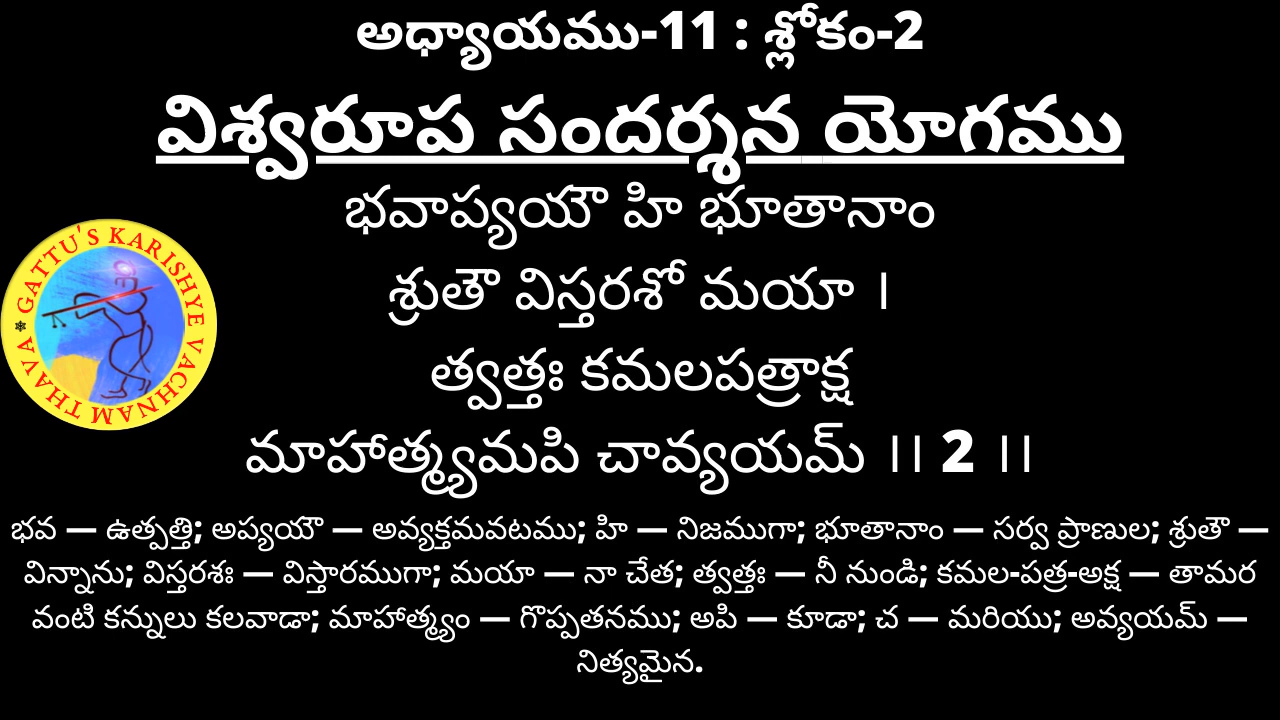 అధ్యాయము-11 : శ్లోకం-2
విశ్వరూప సందర్శన యోగము
భవాప్యయౌ హి భూతానాం
శ్రుతౌ విస్తరశో మయా ।
త్వత్తః కమలపత్రాక్ష
మాహాత్మ్యమపి చావ్యయమ్ ।। 2 ।।
GATTU'S KARISHYE VACHNAM THAVA
భవ — ఉత్పత్తి; అప్యయౌ — అవ్యక్తమవటము; హి — నిజముగా; భూతానాం — సర్వ ప్రాణుల; శ్రుతౌ —
విన్నాను; విస్తరశః — విస్తారముగా; మయా — నా చేత; త్వత్తః — నీ నుండి; కమల-పత్ర-అక్ష — తామర
వంటి కన్నులు కలవాడా; మాహాత్మ్యం — గొప్పతనము; అపి — కూడా; చ — మరియు; అవ్యయమ్ —
నిత్యమైన.